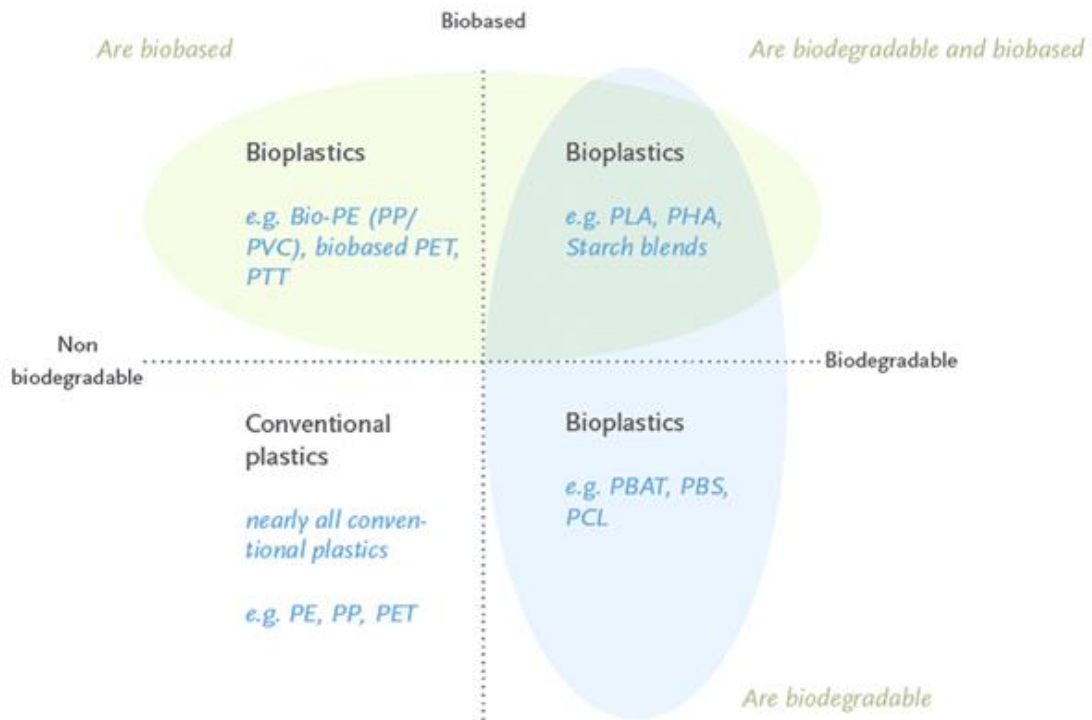 Biobased
Are biobased
Are biodegradable and biobased
Bioplastics
e.g. Bio-PE (PP/
PVC), biobased PET,
PTT
Bioplastics
e.g. PLA, PHA,
Starch blends
Non
biodegradable
Biodegradable
Conventional
plastics
nearly all conven-
tional plastics
e.g. PE, PP, PET
Bioplastics
e.g. PBAT, PBS,
PCL
Are biodegradable